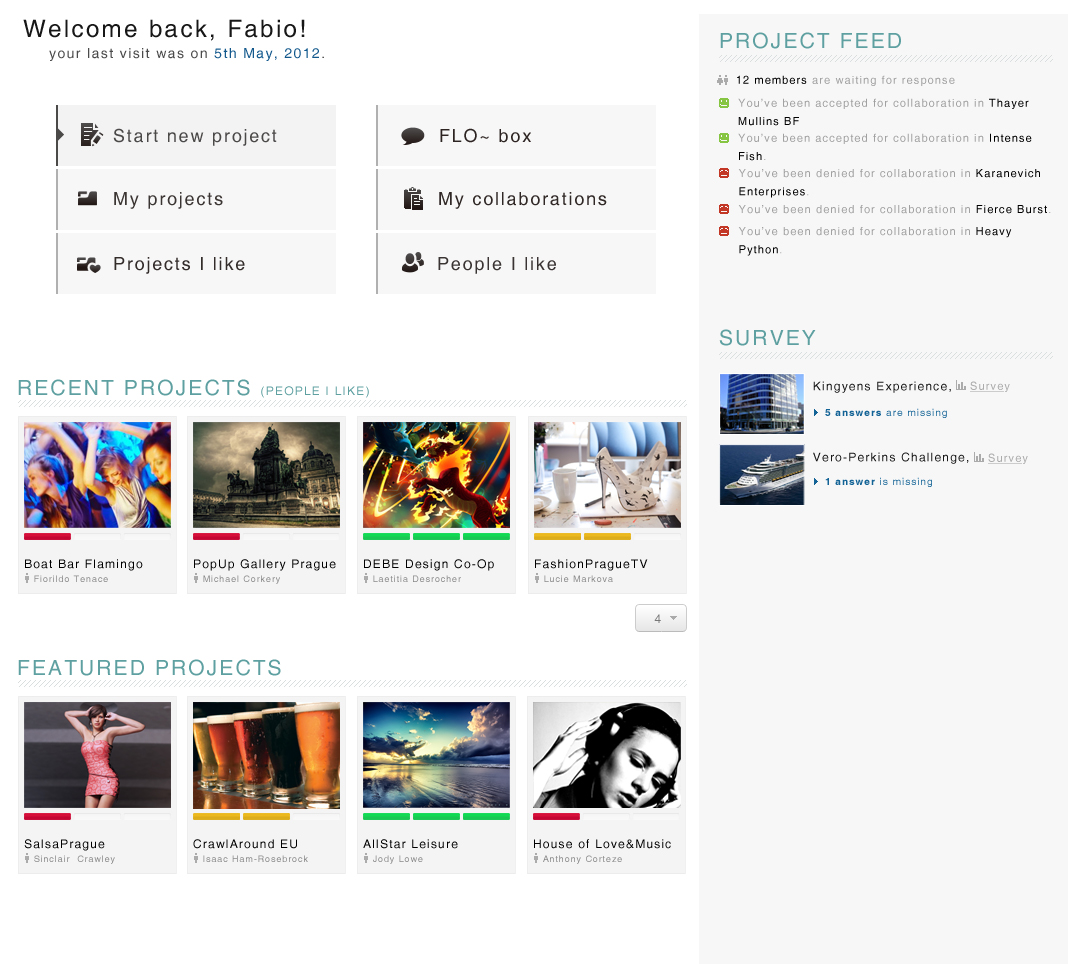 Welcome back, Fabio!
your last visit was on 5th May, 2012.
Start new project
FLO~ box
My projects
My collaborations
Projects I like
People I like
RECENT PROJECTS (PEOPLE I LIKE)
Boat Bar Flamingo
Fiorildo Tenace
PopUp Gallery Prague
Michael Corkery
DEBE Design Co-Op
Laetitia Desrocher
FashionPragueTV
Lucie Markova
4
FEATURED PROJECTS
SalsaPrague
Sinclair Crawley
CrawlAround EU
Isaac Ham-Rosebrock
AllStar Leisure
Jody Lowe
House of Love&Music
Anthony Corteze
PROJECT FEED
12 members are waiting for response
You've been accepted for collaboration in Thayer
Mullins BF
You've been accepted for collaboration in Intense
Fish.
You've been denied for collaboration in Karanevich
Enterprises.
You've been denied for collaboration in Fierce Burst.
You've been denied for collaboration in Heavy
Python.
SURVEY
Kingyens Experience, Survey
5 answers are missing
Vero-Perkins Challenge, Survey
1 answer is missing